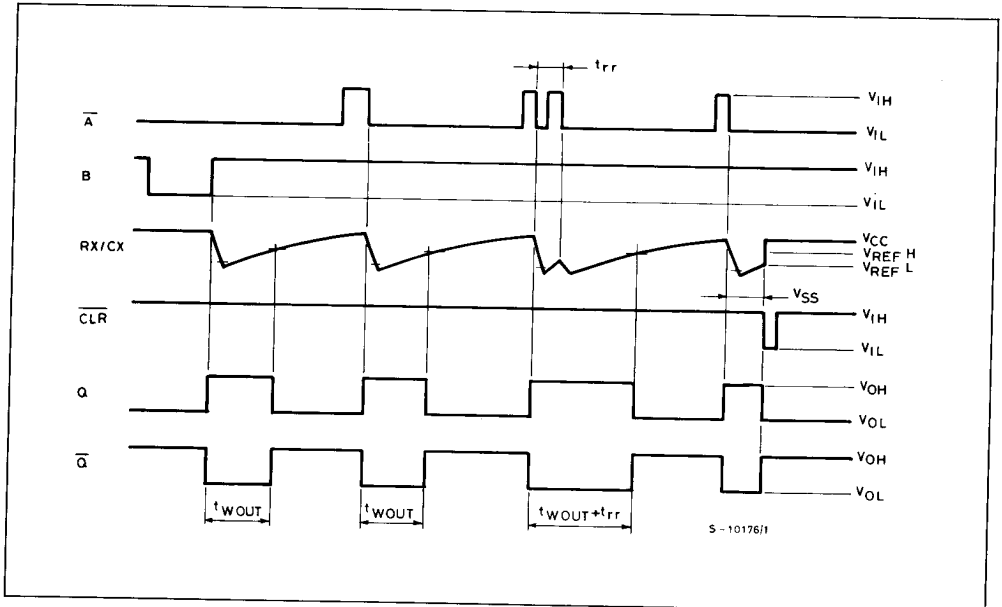 trr
A
VIH
VIL
B
VIH
VIL
RX/CX
VCC
VREF H
VREF L
VSS
CLR
VIH
VIL
Q
VOH
VOL
Q
VOH
VOL
tWOUT
tWOUT
tWOUT+trr
S-10176/1